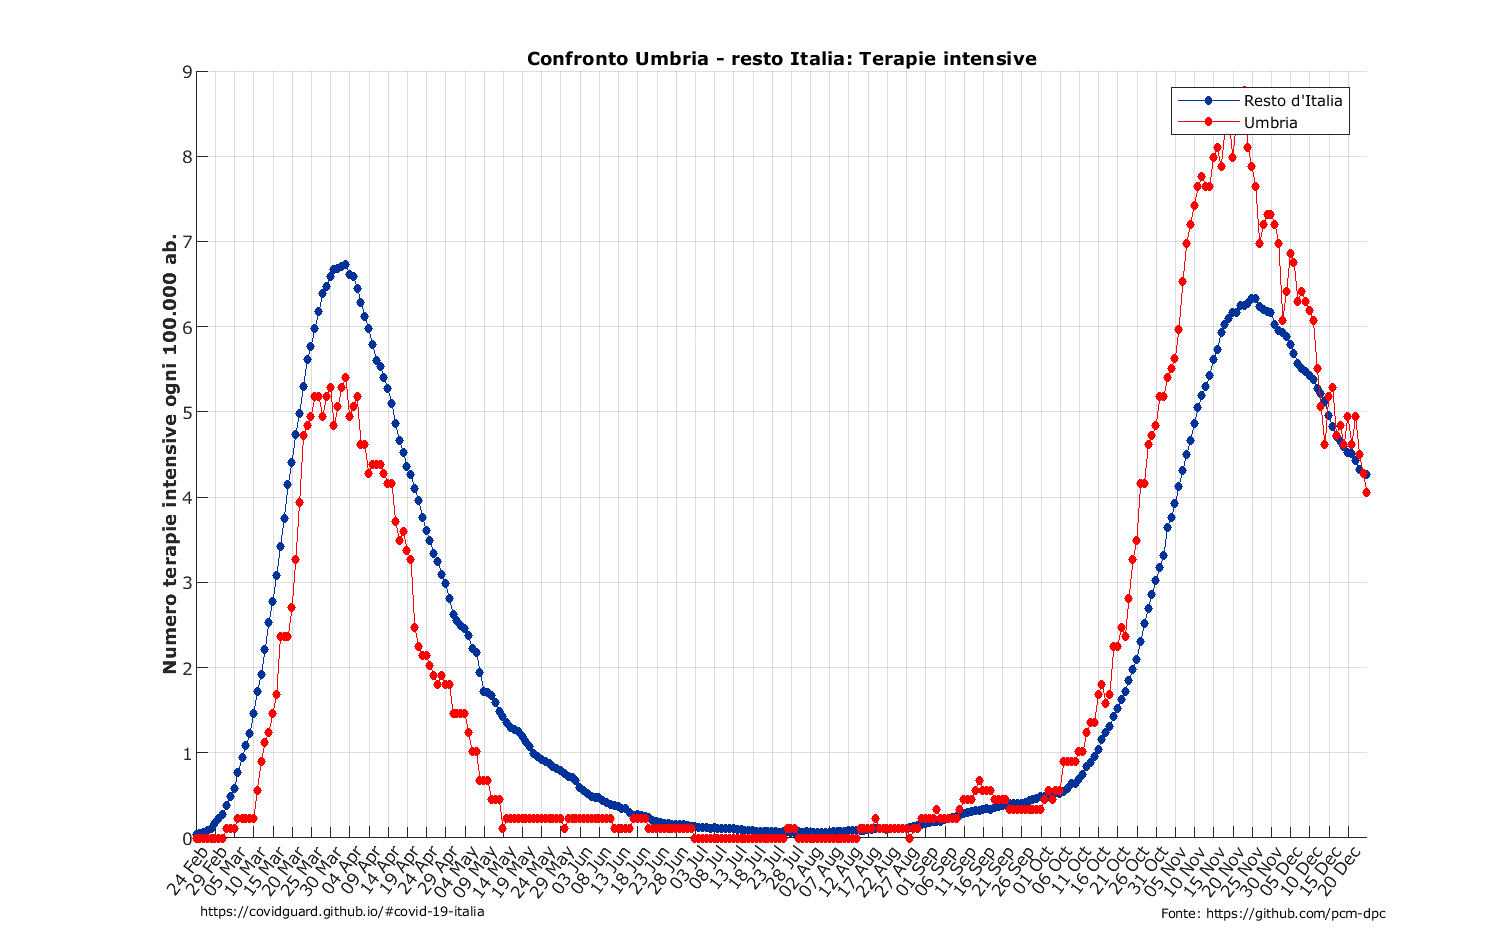 Confronto Umbria - resto Italia: Terapie intensive
Numero terapie intensive ogni 100.000 ab.
9
8
7
6
5
4
3
2
1
0
Resto d'Italia
Umbria
24 Feb
29 Feb
05 Mar
10 Mar
15 Mar
20 Mar
25 Mar
30 Mar
04 Apr
09 Apr
14 Apr
19 Apr
24 Apr
29 Apr
04 May
09 May
14 May
19 May
24 May
29 May
03 Jun
08 Jun
13 Jun
18 Jun
23 Jun
28 Jun
03 Jul
08 Jul
13 Jul
18 Jul
23 Jul
28 Jul
02 Aug
07 Aug
12 Aug
17 Aug
22 Aug
27 Aug
01 Sep
06 Sep
11 Sep
16 Sep
21 Sep
26 Sep
01 Oct
06 Oct
11 Oct
16 Oct
21 Oct
26 Oct
31 Oct
05 Nov
10 Nov
15 Nov
20 Nov
25 Nov
30 Nov
05 Dec
10 Dec
15 Dec
20 Dec
https://covidguard.github.io/#covid-19-italia
Fonte: https://github.com/pcm-dpc